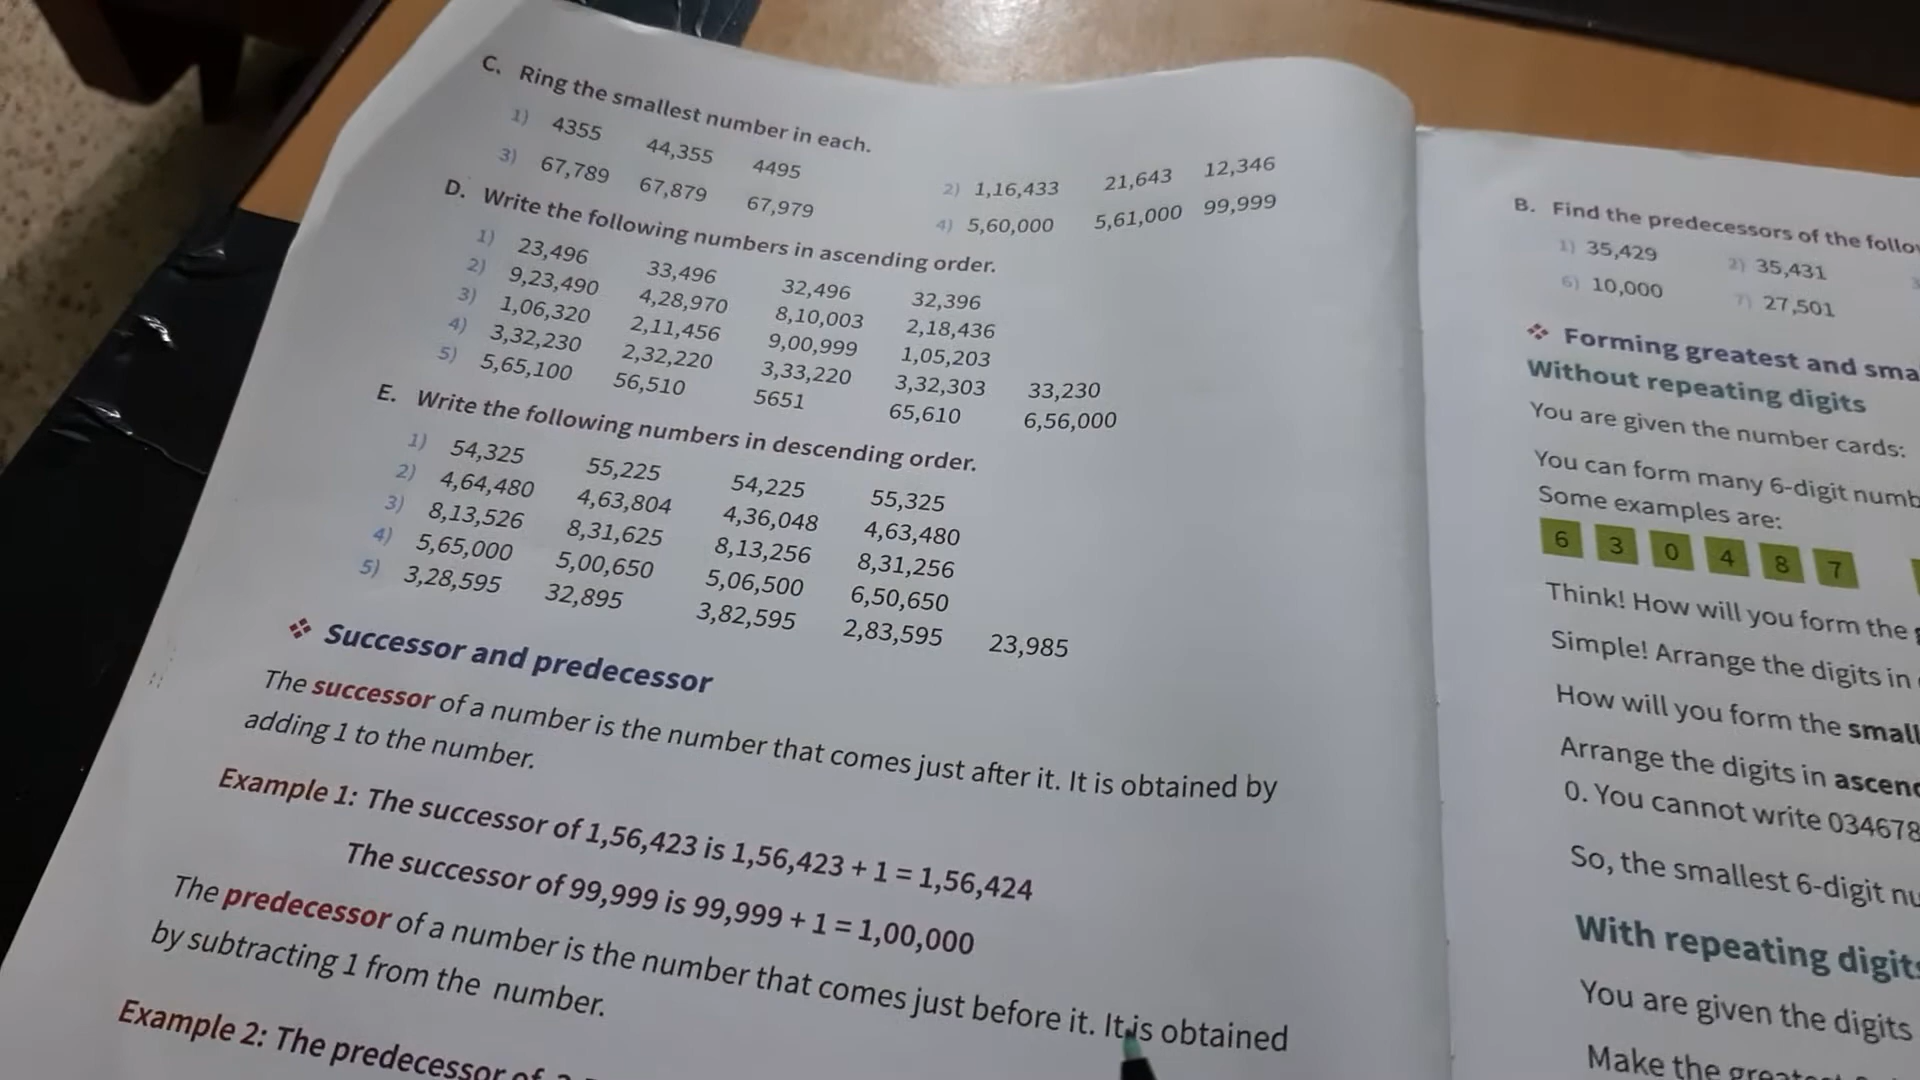 C. Ring the smallest number in each.
1) 4355 44,355 4495
2) 1,16,433 21,643 12,346
3) 67,789 67,879 67,979
4) 5,60,000 5,61,000 99,999
D. Write the following numbers in ascending order.
1) 23,496 33,496 32,496 32,396
2) 9,23,490 4,28,970 8,10,003 2,18,436
3) 1,06,320 2,11,456 9,00,999 1,05,203
4) 3,32,230 2,32,220 3,33,220 3,32,303 33,230
5) 5,65,100 56,510 5651 65,610 6,56,000
E. Write the following numbers in descending order.
1) 54,325 55,225 54,225 55,325
2) 4,64,480 4,63,804 4,36,048 4,63,480
3) 8,13,526 8,31,625 8,13,256 8,31,256
4) 5,65,000 5,00,650 5,06,500 6,50,650
5) 3,28,595 32,895 3,82,595 2,83,595 23,985
❖ Successor and predecessor
The successor of a number is the number that comes just after it. It is obtained by
adding 1 to the number.
Example 1: The successor of 1,56,423 is 1,56,423 + 1 = 1,56,424
The successor of 99,999 is 99,999 + 1 = 1,00,000
The predecessor of a number is the number that comes just before it. It is obtained
by subtracting 1 from the number.
Example 2: The predecessor of
B. Find the predecessors of the follo
1) 35,429 2) 35,431
6) 10,000 7) 27,501
❖ Forming greatest and sma
Without repeating digits
You are given the number cards:
You can form many 6-digit numb
Some examples are:
6 3 0 4 8 7
Think! How will you form the
Simple! Arrange the digits in
How will you form the small
Arrange the digits in ascen
0. You cannot write 034678
So, the smallest 6-digit nu
With repeating digits
You are given the digits
Make the